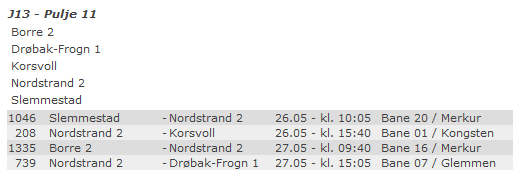 J13 - Pulje 11
Borre 2
Drøbak-Frogn 1
Korsvoll
Nordstrand 2
Slemmestad
1046 Slemmestad - Nordstrand 2 26.05 - kl. 10:05 Bane 20 / Merkur
208 Nordstrand 2 - Korsvoll 26.05 - kl. 15:40 Bane 01 / Kongsten
1335 Borre 2 - Nordstrand 2 27.05 - kl. 09:40 Bane 16 / Merkur
739 Nordstrand 2 - Drøbak-Frogn 1 27.05 - kl. 15:05 Bane 07 / Glemmen